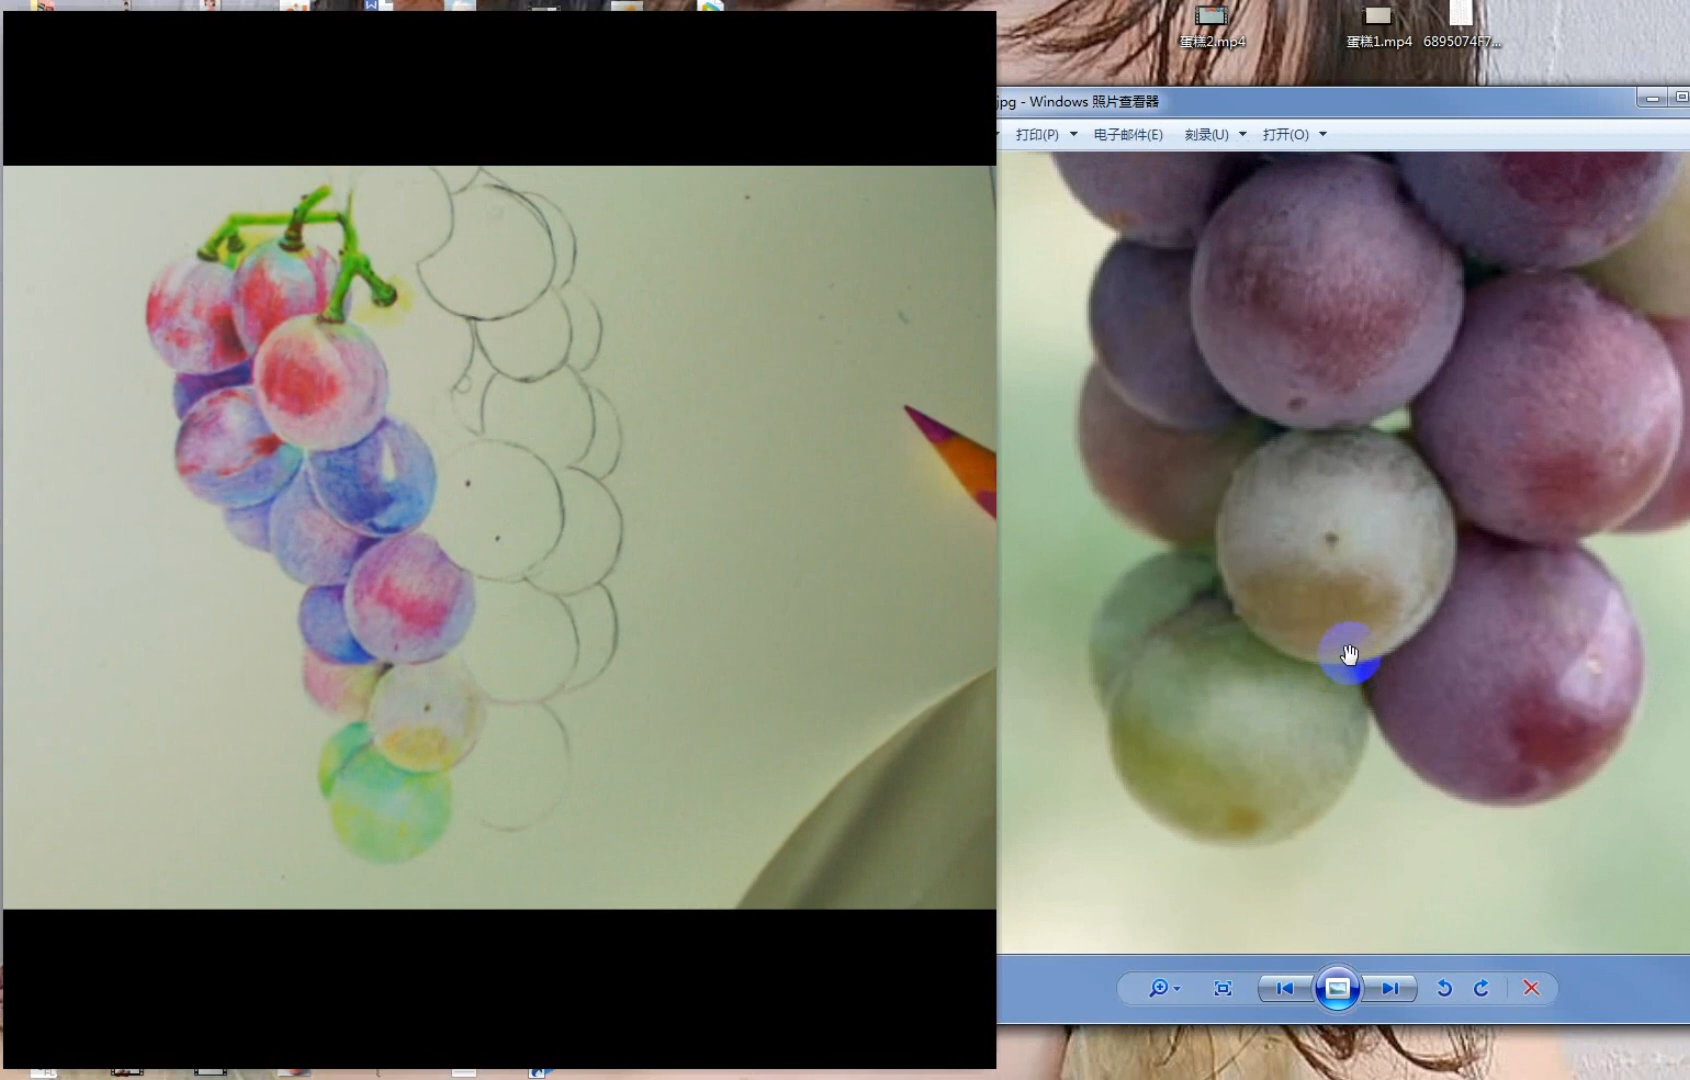 蛋糕2.mp4
蛋糕1.mp4
6895074F7...
jpg - Windows 照片查看器
打印(P)
电子邮件(E)
刻录(U)
打开(O)